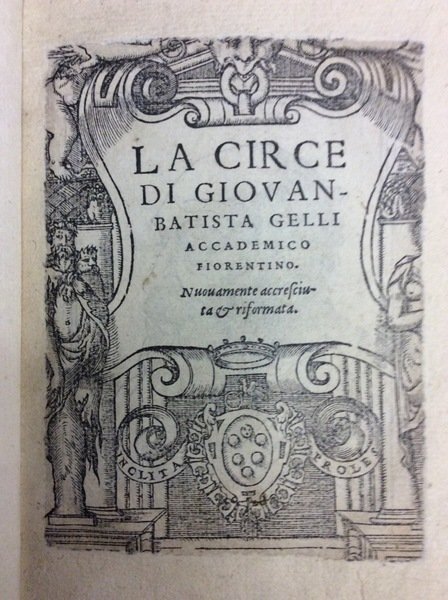 LA CIRCE
DI GIOVAN-
BATISTA GELLI
ACCADEMICO
FIORENTINO.
Nuouamente accreſciu-
ta & riformata.
INCLITA PROLES